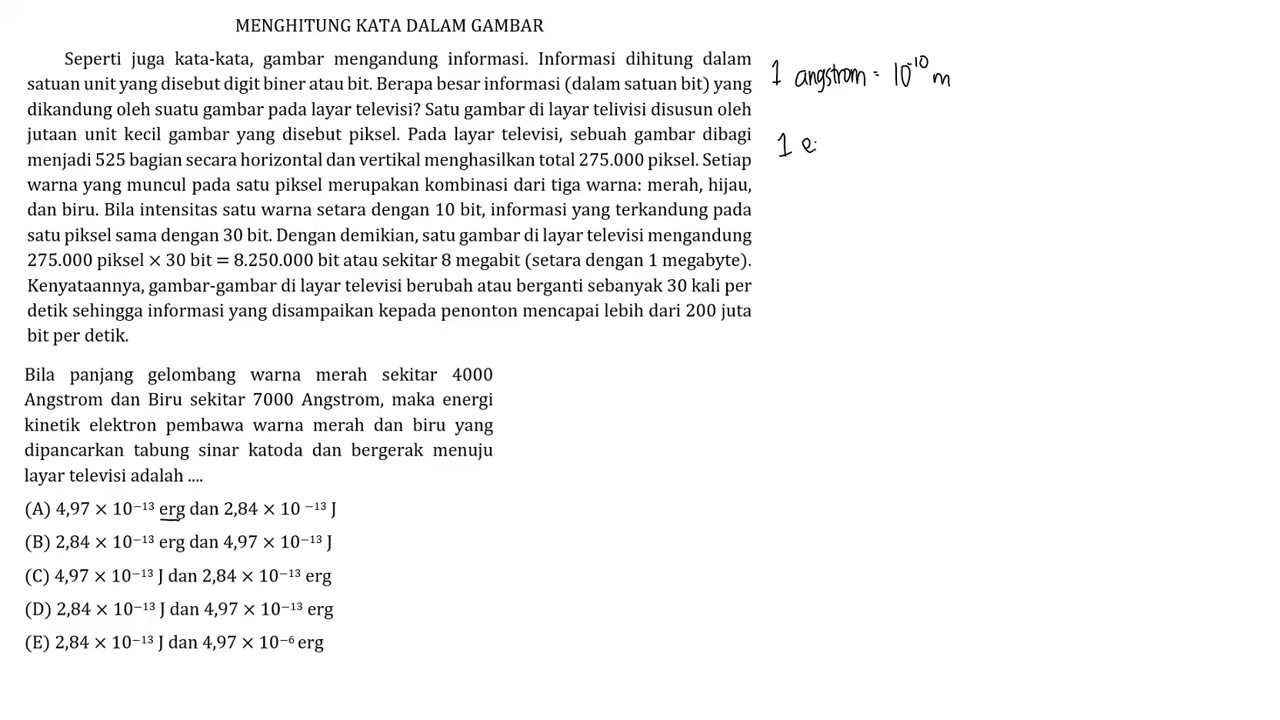 MENGHITUNG KATA DALAM GAMBAR
Seperti juga kata-kata, gambar mengandung informasi. Informasi dihitung dalam
satuan unit yang disebut digit biner atau bit. Berapa besar informasi (dalam satuan bit) yang
dikandung oleh suatu gambar pada layar televisi? Satu gambar di layar telivisi disusun oleh
jutaan unit kecil gambar yang disebut piksel. Pada layar televisi, sebuah gambar dibagi
menjadi 525 bagian secara horizontal dan vertikal menghasilkan total 275.000 piksel. Setiap
warna yang muncul pada satu piksel merupakan kombinasi dari tiga warna: merah, hijau,
dan biru. Bila intensitas satu warna setara dengan 10 bit, informasi yang terkandung pada
satu piksel sama dengan 30 bit. Dengan demikian, satu gambar di layar televisi mengandung
275.000 piksel × 30 bit = 8.250.000 bit atau sekitar 8 megabit (setara dengan 1 megabyte).
Kenyataannya, gambar-gambar di layar televisi berubah atau berganti sebanyak 30 kali per
detik sehingga informasi yang disampaikan kepada penonton mencapai lebih dari 200 juta
bit per detik.
1 angstrom = 10⁻¹⁰ m
1 e
Bila panjang gelombang warna merah sekitar 4000
Angstrom dan Biru sekitar 7000 Angstrom, maka energi
kinetik elektron pembawa warna merah dan biru yang
dipancarkan tabung sinar katoda dan bergerak menuju
layar televisi adalah ....
(A) 4,97 × 10⁻¹³ erg dan 2,84 × 10 ⁻¹³ J
(B) 2,84 × 10⁻¹³ erg dan 4,97 × 10⁻¹³ J
(C) 4,97 × 10⁻¹³ J dan 2,84 × 10⁻¹³ erg
(D) 2,84 × 10⁻¹³ J dan 4,97 × 10⁻¹³ erg
(E) 2,84 × 10⁻¹³ J dan 4,97 × 10⁻⁶ erg